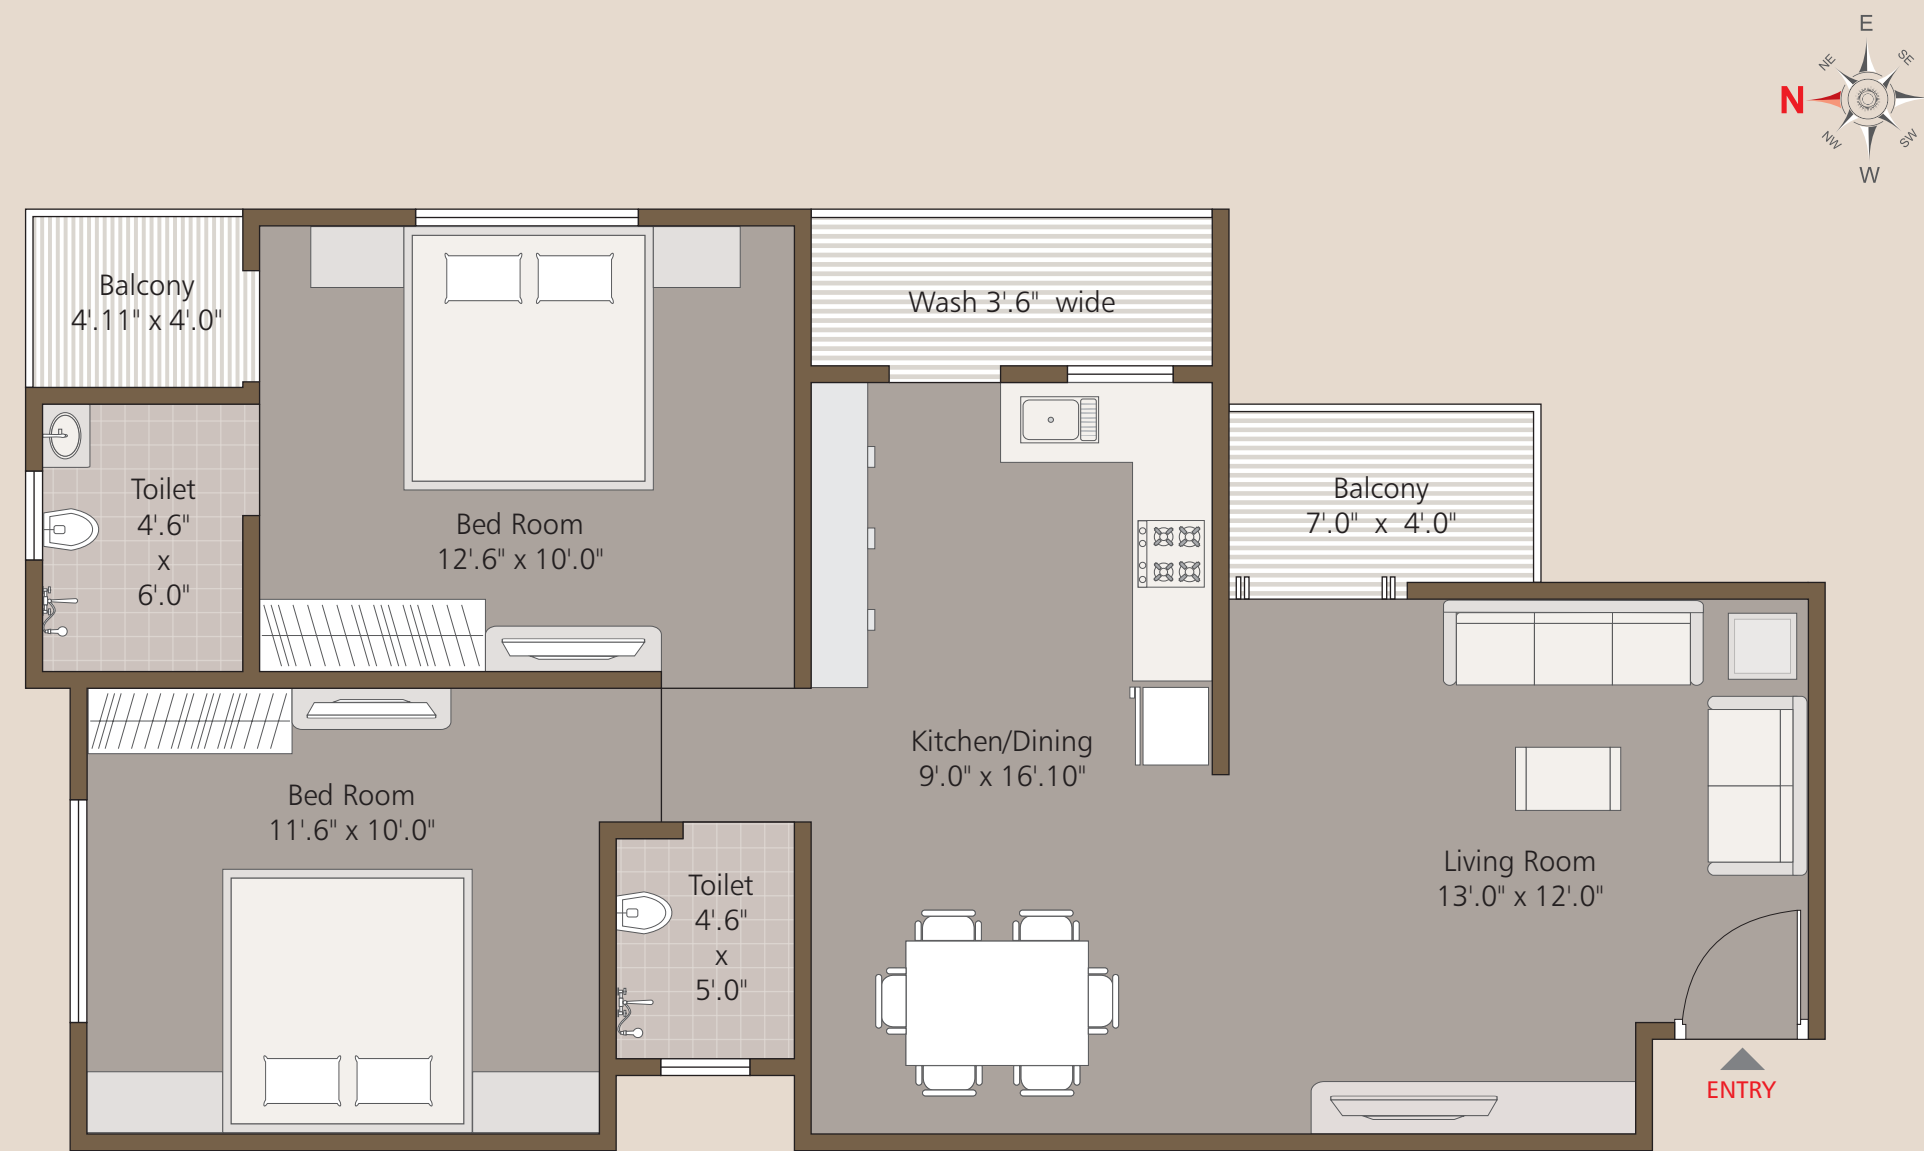 E
NE
SE
N
NW
SW
W
Balcony
4'.11" x 4'.0"
Wash 3'.6" wide
Toilet
4'.6"
x
6'.0"
Bed Room
12'.6" x 10'.0"
Balcony
7'.0" x 4'.0"
Kitchen/Dining
9'.0" x 16'.10"
Bed Room
11'.6" x 10'.0"
Toilet
4'.6"
x
5'.0"
Living Room
13'.0" x 12'.0"
ENTRY